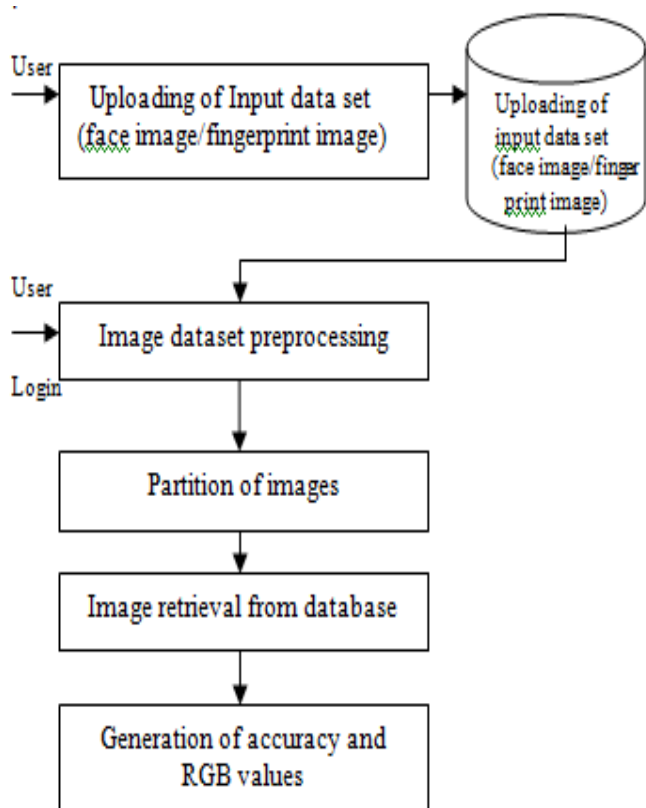 User
Uploading of Input data set
(face image/fingerprint image)
Uploading of
input data set
(face image/finger
print image)
User
Login
Image dataset preprocessing
Partition of images
Image retrieval from database
Generation of accuracy and
RGB values